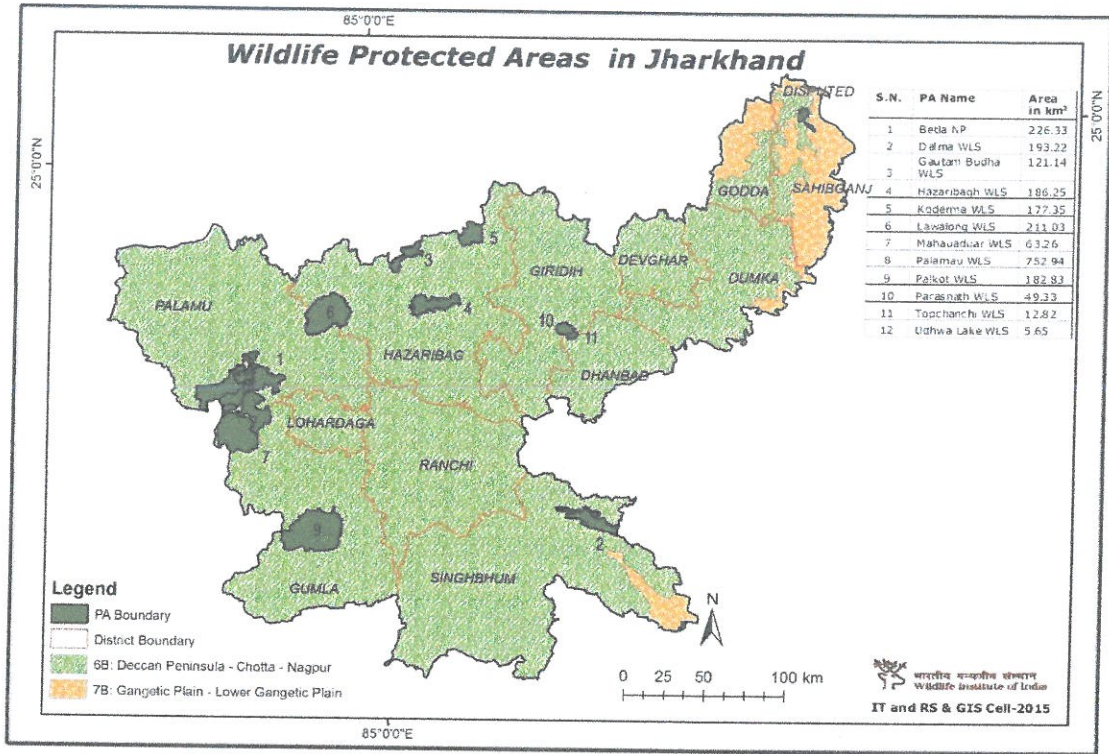 85°0'0"E
Wildlife Protected Areas in Jharkhand
25°0'0"N
25°0'0"N
S.N. PA Name Area in km²
1 Betla NP 226.33
2 Dalma WLS 193.22
3 Gautam Budha WLS 121.14
4 Hazaribagh WLS 186.25
5 Koderma WLS 177.35
6 Lawalong WLS 211.03
7 Mahauaduar WLS 63.26
8 Palamau WLS 752.94
9 Palkot WLS 182.83
10 Parasnath WLS 49.33
11 Topchanchi WLS 12.82
12 Udhwa Lake WLS 5.65
DISPUTED
GODDA
SAHIBGANJ
DEVGHAR
DUMKA
GIRIDIH
PALAMU
HAZARIBAG
DHANBAD
LOHARDAGA
RANCHI
GUMLA
SINGHBHUM
5
3
4
6
10
11
1
7
9
2
Legend
PA Boundary
District Boundary
6B: Deccan Peninsula - Chotta - Nagpur
7B: Gangetic Plain - Lower Gangetic Plain
N
0 25 50 100 km
भारतीय वन्यजीव संस्थान
Wildlife Institute of India
IT and RS & GIS Cell-2015
85°0'0"E